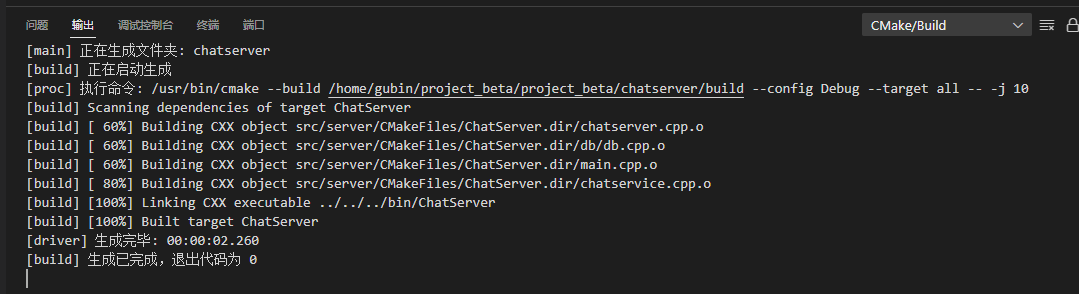 问题 输出 调试控制台 终端 端口 CMake/Build
[main] 正在生成文件夹: chatserver
[build] 正在启动生成
[proc] 执行命令: /usr/bin/cmake --build /home/gubin/project_beta/project_beta/chatserver/build --config Debug --target all -- -j 10
[build] Scanning dependencies of target ChatServer
[build] [ 60%] Building CXX object src/server/CMakeFiles/ChatServer.dir/chatserver.cpp.o
[build] [ 60%] Building CXX object src/server/CMakeFiles/ChatServer.dir/db/db.cpp.o
[build] [ 60%] Building CXX object src/server/CMakeFiles/ChatServer.dir/main.cpp.o
[build] [ 80%] Building CXX object src/server/CMakeFiles/ChatServer.dir/chatservice.cpp.o
[build] [100%] Linking CXX executable ../../../bin/ChatServer
[build] [100%] Built target ChatServer
[driver] 生成完毕: 00:00:02.260
[build] 生成已完成，退出代码为 0